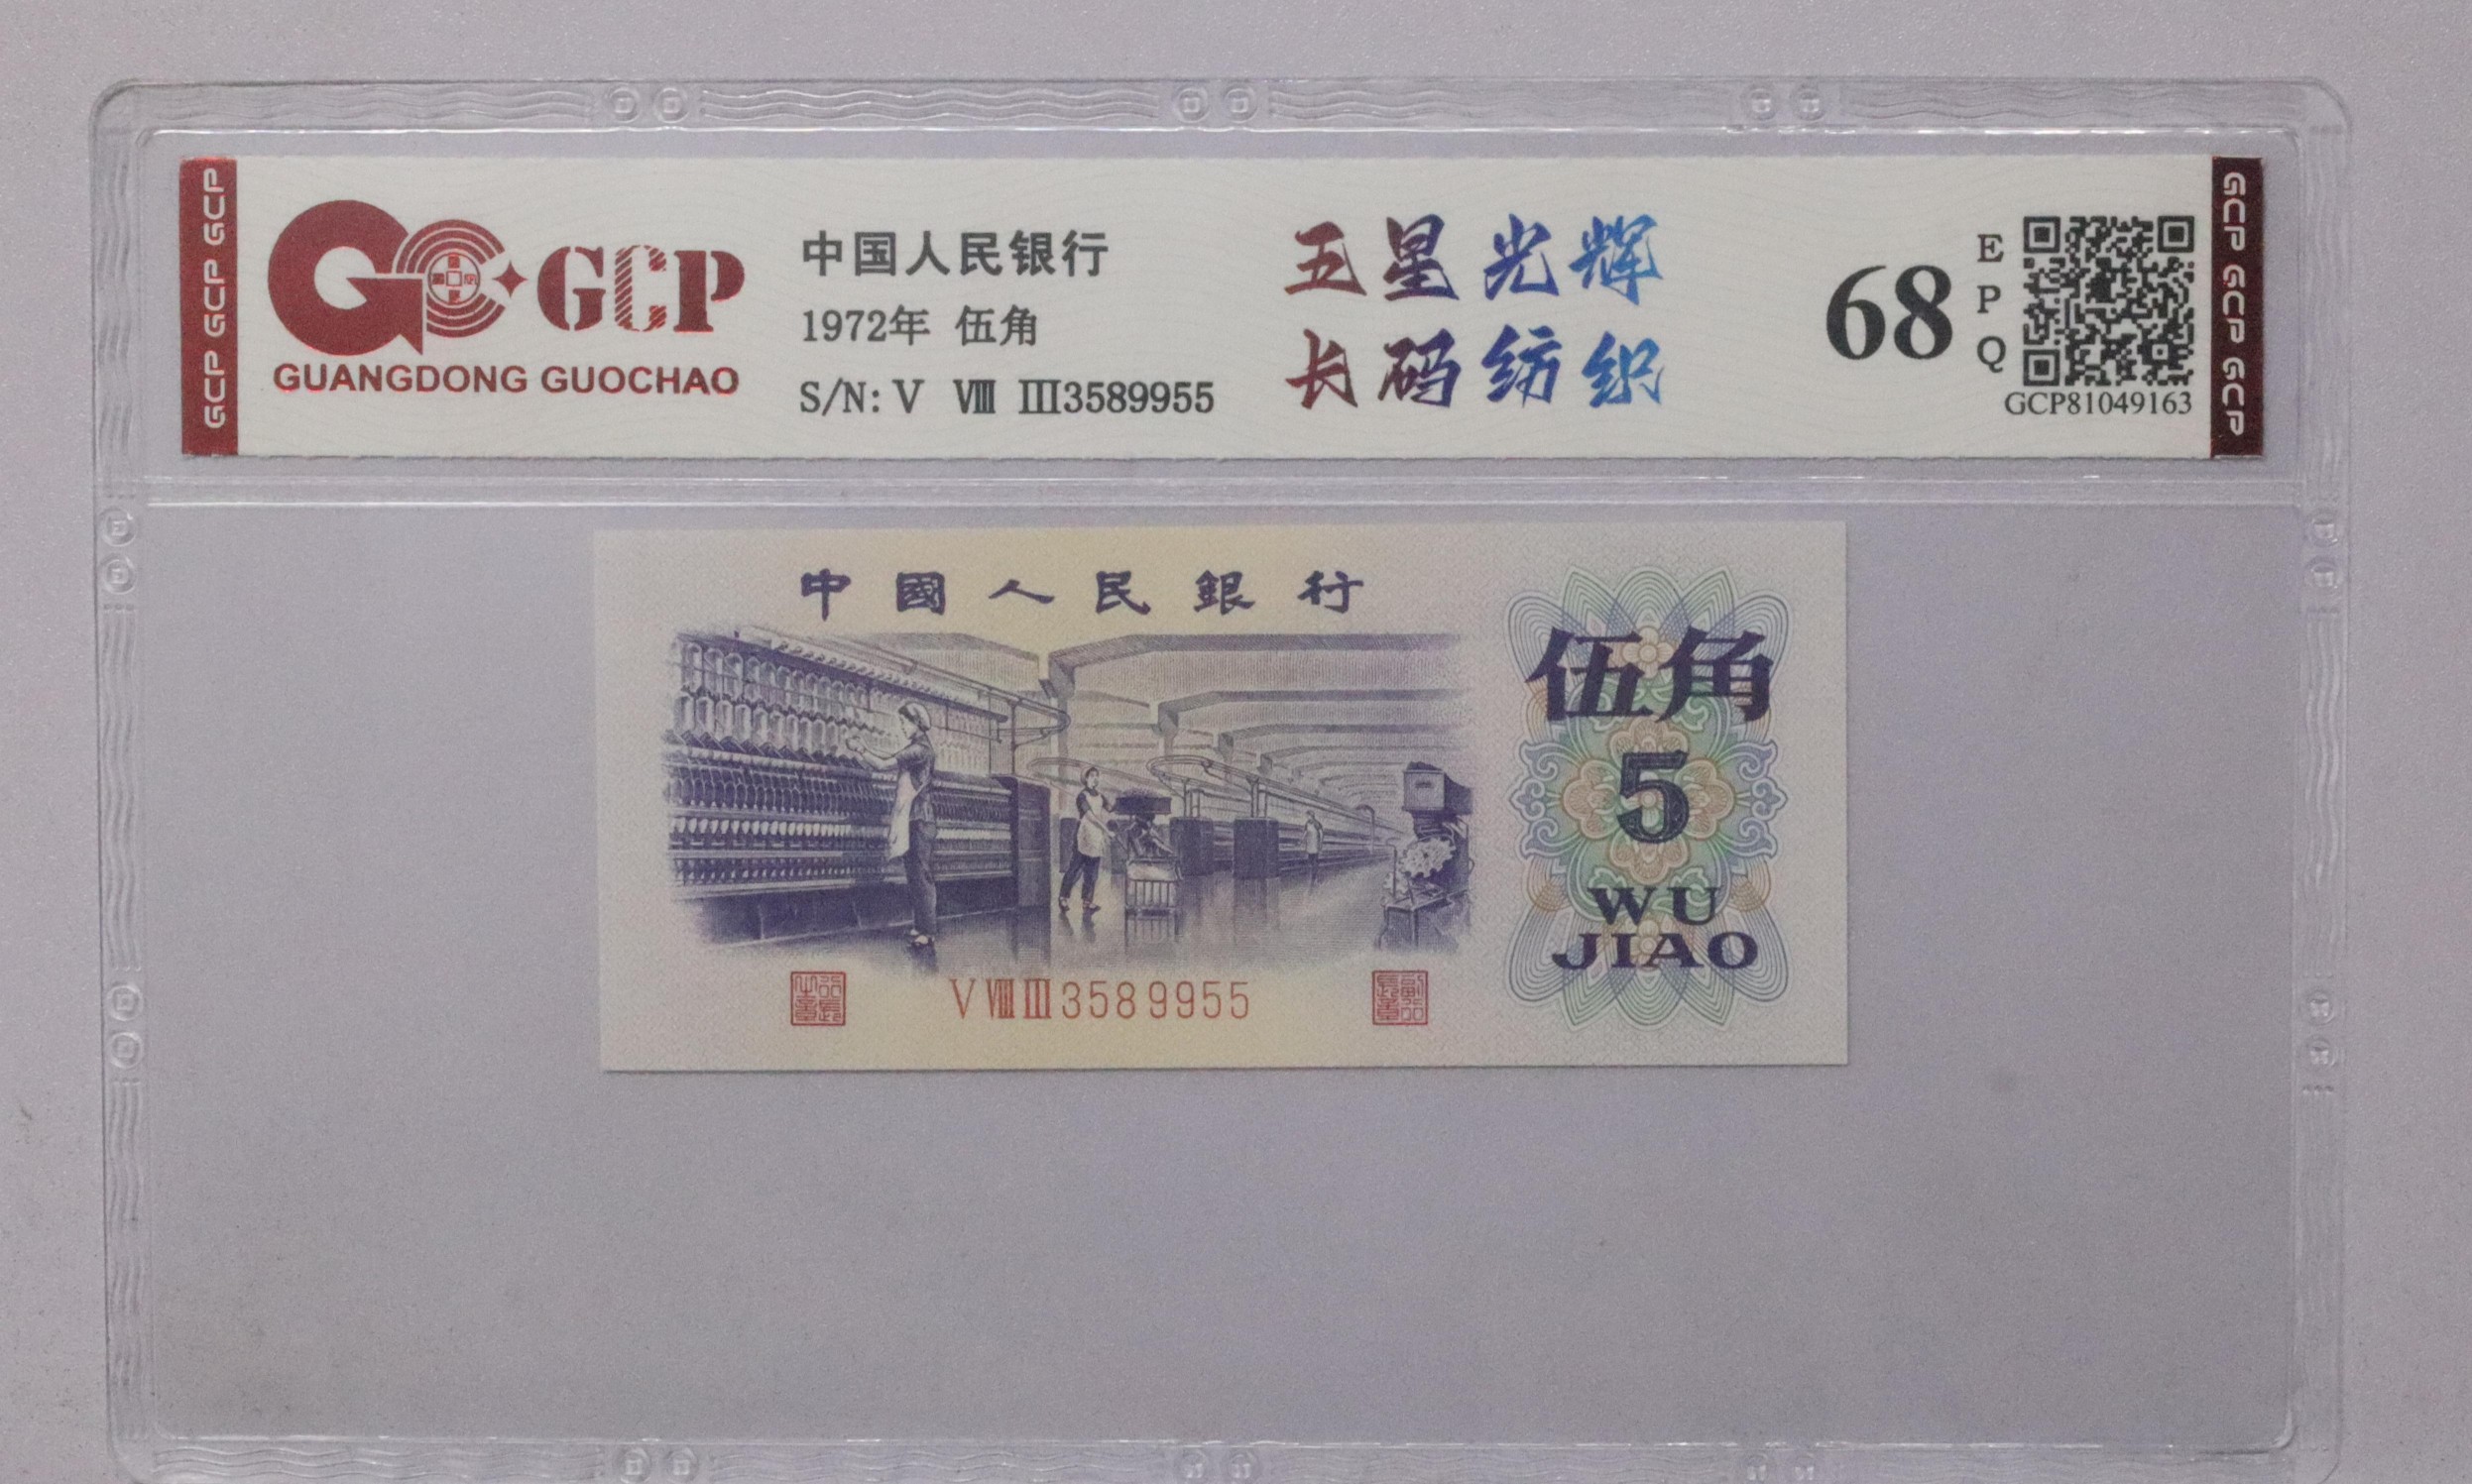 GCP GCP GCP
GCP
GUANGDONG GUOCHAO
中国人民银行
1972年 伍角
S/N: V Ⅷ III3589955
五星光辉
长码纺织
68
EPQ
GCP81049163
GCP GCP GCP
中國人民銀行
伍角
5
WU
JIAO
V Ⅷ III 3589955